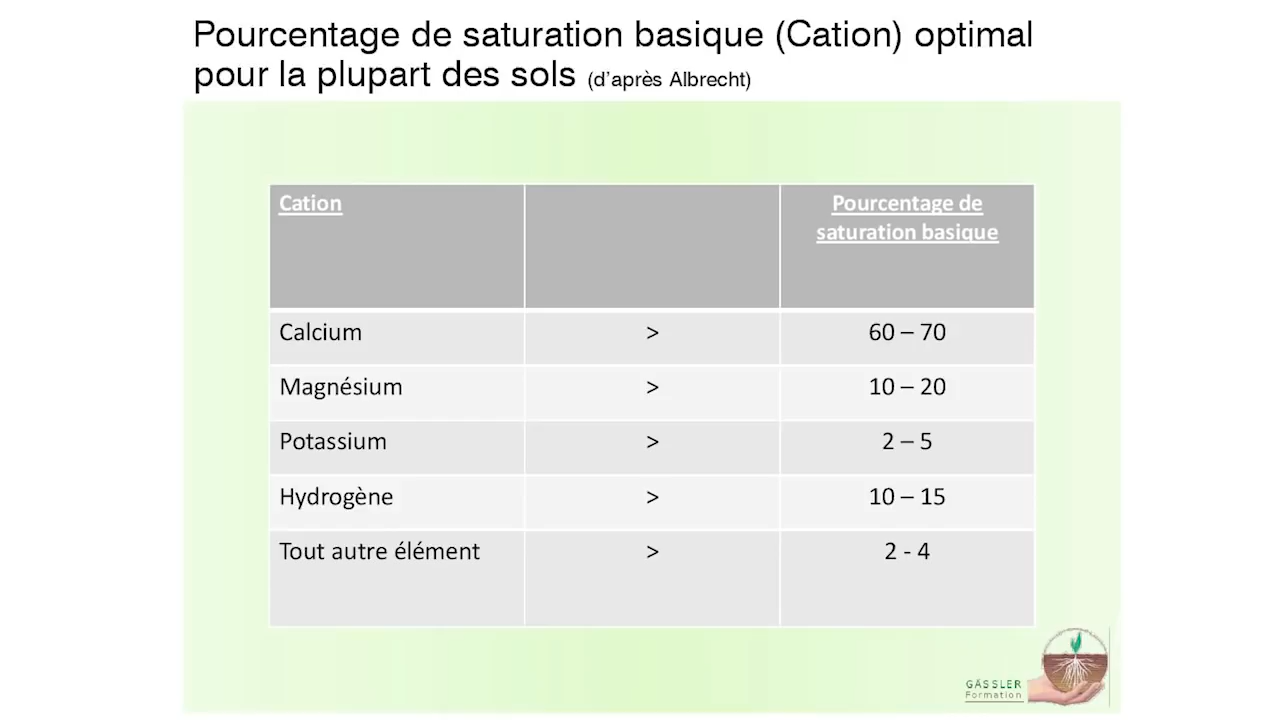 Pourcentage de saturation basique (Cation) optimal
pour la plupart des sols (d'après Albrecht)
Cation
Pourcentage de
saturation basique
Calcium > 60 – 70
Magnésium > 10 – 20
Potassium > 2 – 5
Hydrogène > 10 – 15
Tout autre élément > 2 - 4
GÄSSLER
Formation